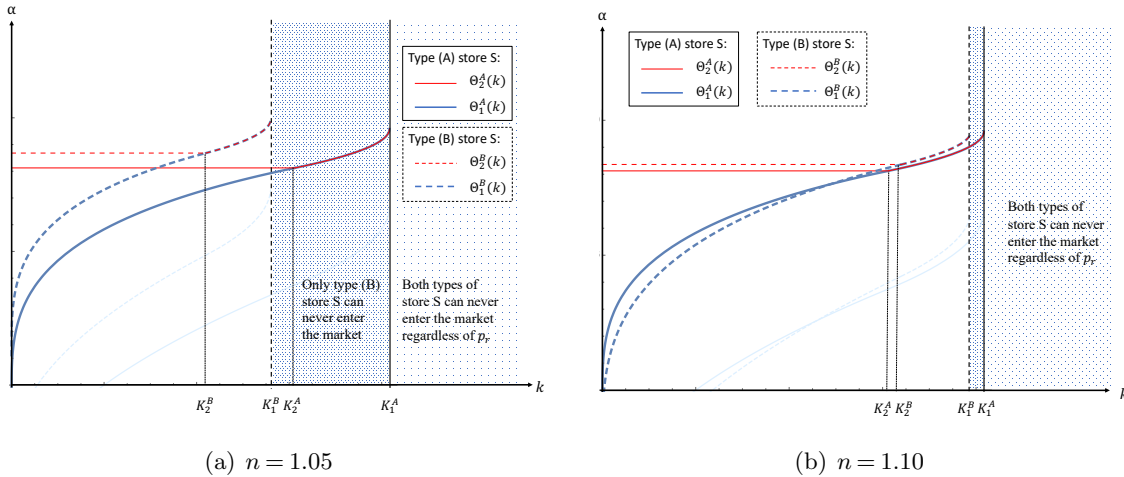 α
Type (A) store S:
Θ₂ᴬ(k)
Θ₁ᴬ(k)
Type (B) store S:
Θ₂ᴮ(k)
Θ₁ᴮ(k)
Only type (B)
store S can
never enter
the market
Both types of
store S can never
enter the market
regardless of pᵣ
k
K₂ᴮ
K₁ᴮ
K₂ᴬ
K₁ᴬ
(a) n = 1.05
α
Type (A) store S:
Θ₂ᴬ(k)
Θ₁ᴬ(k)
Type (B) store S:
Θ₂ᴮ(k)
Θ₁ᴮ(k)
Both types of
store S can never
enter the market
regardless of pᵣ
k
K₂ᴬ
K₂ᴮ
K₁ᴮ
K₁ᴬ
(b) n = 1.10